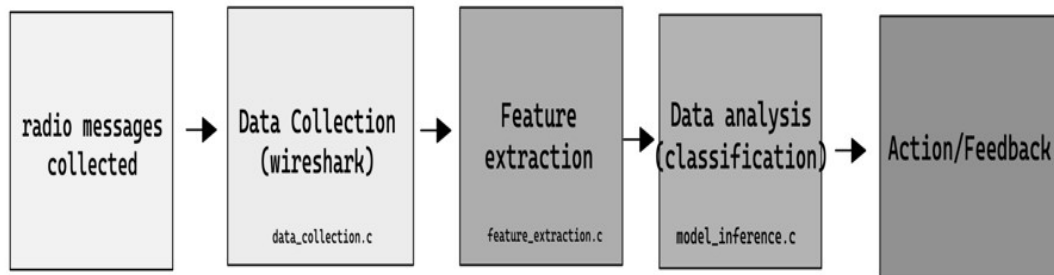 radio messages
collected
Data Collection
(wireshark)
data_collection.c
Feature
extraction
feature_extraction.c
Data analysis
(classification)
model_inference.c
Action/Feedback